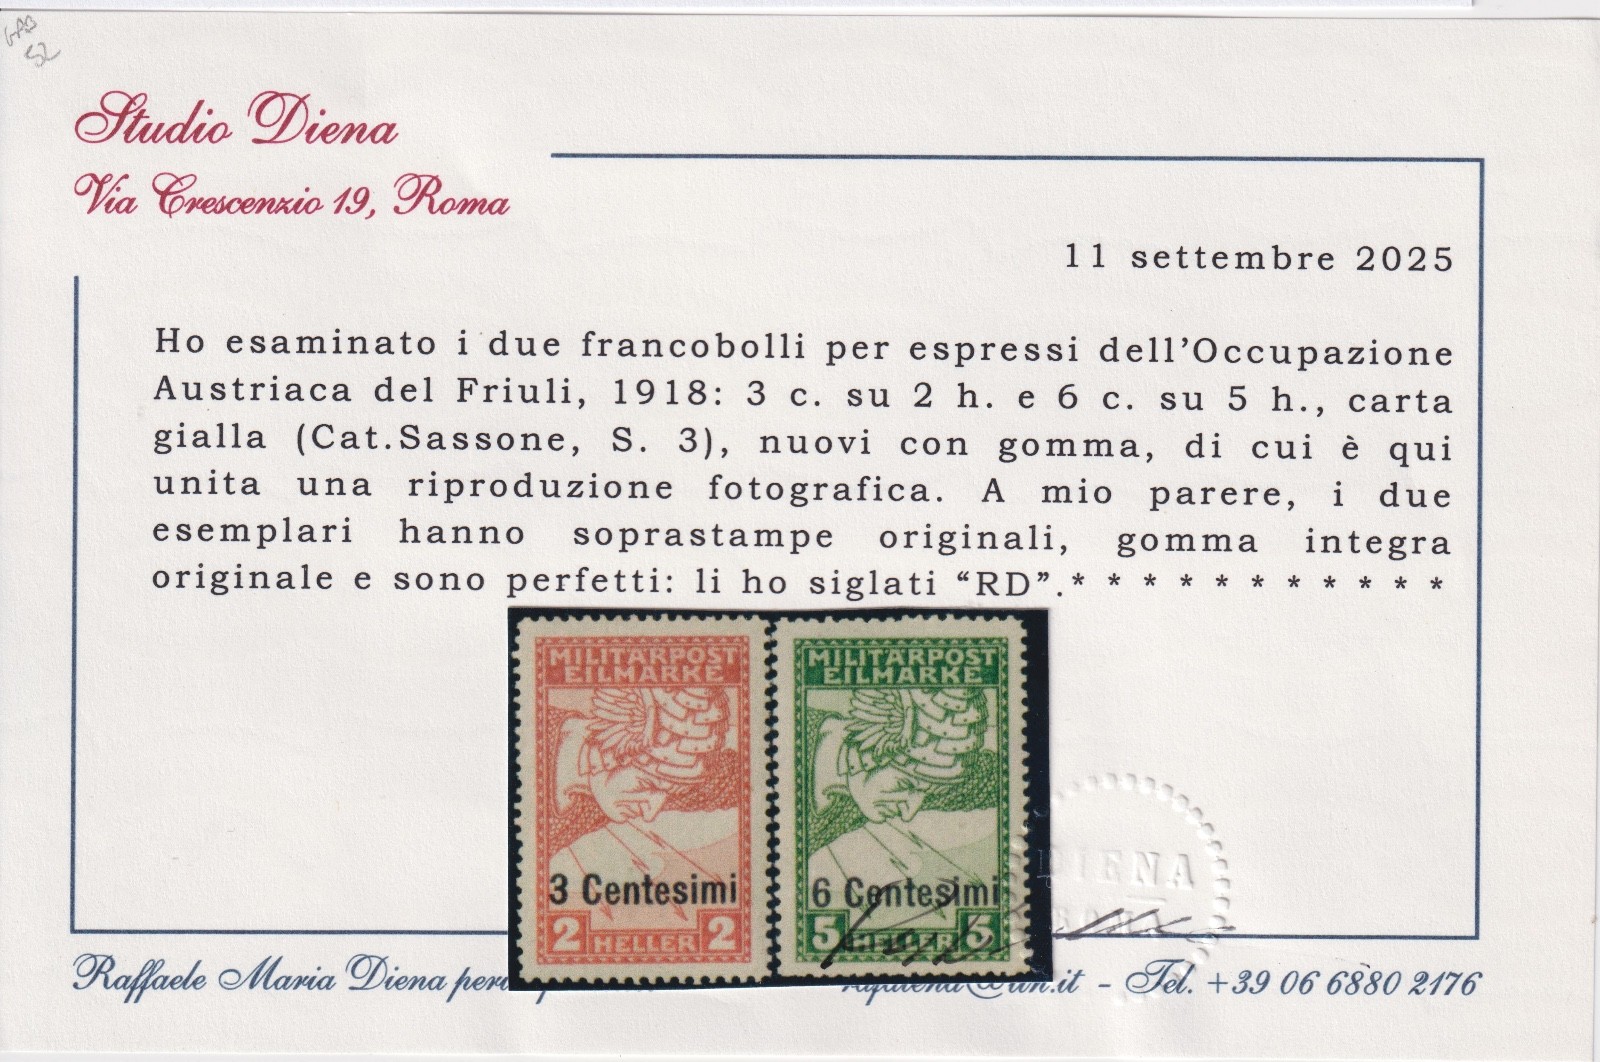 Studio Diena
Via Crescenzio 19, Roma
11 settembre 2025
Ho esaminato i due francobolli per espressi dell'Occupazione
Austriaca del Friuli, 1918: 3 c. su 2 h. e 6 c. su 5 h., carta
gialla (Cat.Sassone, S. 3), nuovi con gomma, di cui è qui
unita una riproduzione fotografica. A mio parere, i due
esemplari hanno soprastampe originali, gomma integra
originale e sono perfetti: li ho siglati “RD”.* * * * * * * * * * *
MILITARPOST
EILMARKE
3 Centesimi
2 HELLER 2
MILITARPOST
EILMARKE
6 Centesimi
5 HELLER 5
DIENA
ROMA
Raffaele Maria Diena
- Tel. +39 06 6880 2176